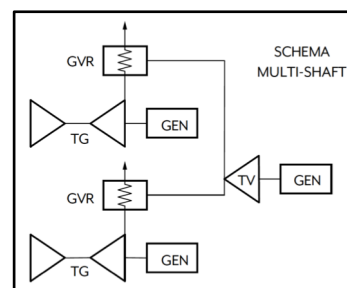 SCHEMA
MULTI-SHAFT
GVR
GEN
TG
GVR
TV
GEN
GEN
TG